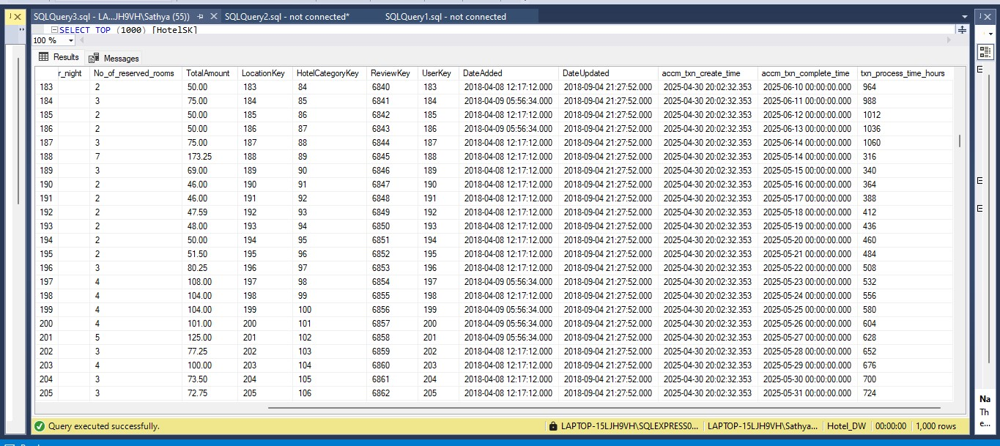 SQLQuery3.sql - LA...JH9VH\Sathya (55)) SQLQuery2.sql - not connected* SQLQuery1.sql - not connected
SELECT TOP (1000) [HotelSK]
100 %
Results Messages
r_night No_of_reserved_rooms TotalAmount LocationKey HotelCategoryKey ReviewKey UserKey DateAdded DateUpdated accm_txn_create_time accm_txn_complete_time txn_process_time_hours
183 2 50.00 183 84 6840 183 2018-04-08 12:17:12.000 2018-09-04 21:27:52.000 2025-04-30 20:02:32.353 2025-06-10 00:00:00.000 964
184 3 75.00 184 85 6841 184 2018-04-09 05:56:34.000 2018-09-04 21:27:52.000 2025-04-30 20:02:32.353 2025-06-11 00:00:00.000 988
185 2 50.00 185 86 6842 185 2018-04-08 12:17:12.000 2018-09-04 21:27:52.000 2025-04-30 20:02:32.353 2025-06-12 00:00:00.000 1012
186 2 50.00 186 87 6843 186 2018-04-09 05:56:34.000 2018-09-04 21:27:52.000 2025-04-30 20:02:32.353 2025-06-13 00:00:00.000 1036
187 3 75.00 187 88 6844 187 2018-04-08 12:17:12.000 2018-09-04 21:27:52.000 2025-04-30 20:02:32.353 2025-06-14 00:00:00.000 1060
188 7 173.25 188 89 6845 188 2018-04-08 12:17:12.000 2018-09-04 21:27:52.000 2025-04-30 20:02:32.353 2025-05-14 00:00:00.000 316
189 3 69.00 189 90 6846 189 2018-04-08 12:17:12.000 2018-09-04 21:27:52.000 2025-04-30 20:02:32.353 2025-05-15 00:00:00.000 340
190 2 46.00 190 91 6847 190 2018-04-08 12:17:12.000 2018-09-04 21:27:52.000 2025-04-30 20:02:32.353 2025-05-16 00:00:00.000 364
191 2 46.00 191 92 6848 191 2018-04-08 12:17:12.000 2018-09-04 21:27:52.000 2025-04-30 20:02:32.353 2025-05-17 00:00:00.000 388
192 2 47.59 192 93 6849 192 2018-04-08 12:17:12.000 2018-09-04 21:27:52.000 2025-04-30 20:02:32.353 2025-05-18 00:00:00.000 412
193 2 48.00 193 94 6850 193 2018-04-08 12:17:12.000 2018-09-04 21:27:52.000 2025-04-30 20:02:32.353 2025-05-19 00:00:00.000 436
194 2 50.00 194 95 6851 194 2018-04-08 12:17:12.000 2018-09-04 21:27:52.000 2025-04-30 20:02:32.353 2025-05-20 00:00:00.000 460
195 2 51.50 195 96 6852 195 2018-04-08 12:17:12.000 2018-09-04 21:27:52.000 2025-04-30 20:02:32.353 2025-05-21 00:00:00.000 484
196 3 80.25 196 97 6853 196 2018-04-08 12:17:12.000 2018-09-04 21:27:52.000 2025-04-30 20:02:32.353 2025-05-22 00:00:00.000 508
197 4 108.00 197 98 6854 197 2018-04-09 05:56:34.000 2018-09-04 21:27:52.000 2025-04-30 20:02:32.353 2025-05-23 00:00:00.000 532
198 4 104.00 198 99 6855 198 2018-04-08 12:17:12.000 2018-09-04 21:27:52.000 2025-04-30 20:02:32.353 2025-05-24 00:00:00.000 556
199 4 104.00 199 100 6856 199 2018-04-09 05:56:34.000 2018-09-04 21:27:52.000 2025-04-30 20:02:32.353 2025-05-25 00:00:00.000 580
200 4 101.00 200 101 6857 200 2018-04-09 05:56:34.000 2018-09-04 21:27:52.000 2025-04-30 20:02:32.353 2025-05-26 00:00:00.000 604
201 5 125.00 201 102 6858 201 2018-04-09 05:56:34.000 2018-09-04 21:27:52.000 2025-04-30 20:02:32.353 2025-05-27 00:00:00.000 628
202 3 77.25 202 103 6859 202 2018-04-08 12:17:12.000 2018-09-04 21:27:52.000 2025-04-30 20:02:32.353 2025-05-28 00:00:00.000 652
203 4 100.00 203 104 6860 203 2018-04-08 12:17:12.000 2018-09-04 21:27:52.000 2025-04-30 20:02:32.353 2025-05-29 00:00:00.000 676
204 3 73.50 204 105 6861 204 2018-04-08 12:17:12.000 2018-09-04 21:27:52.000 2025-04-30 20:02:32.353 2025-05-30 00:00:00.000 700
205 3 72.75 205 106 6862 205 2018-04-08 12:17:12.000 2018-09-04 21:27:52.000 2025-04-30 20:02:32.353 2025-05-31 00:00:00.000 724
Na
Th
e...
Query executed successfully. LAPTOP-15LJH9VH\SQLEXPRESS0... LAPTOP-15LJH9VH\Sathya... Hotel_DW 00:00:00 1,000 rows